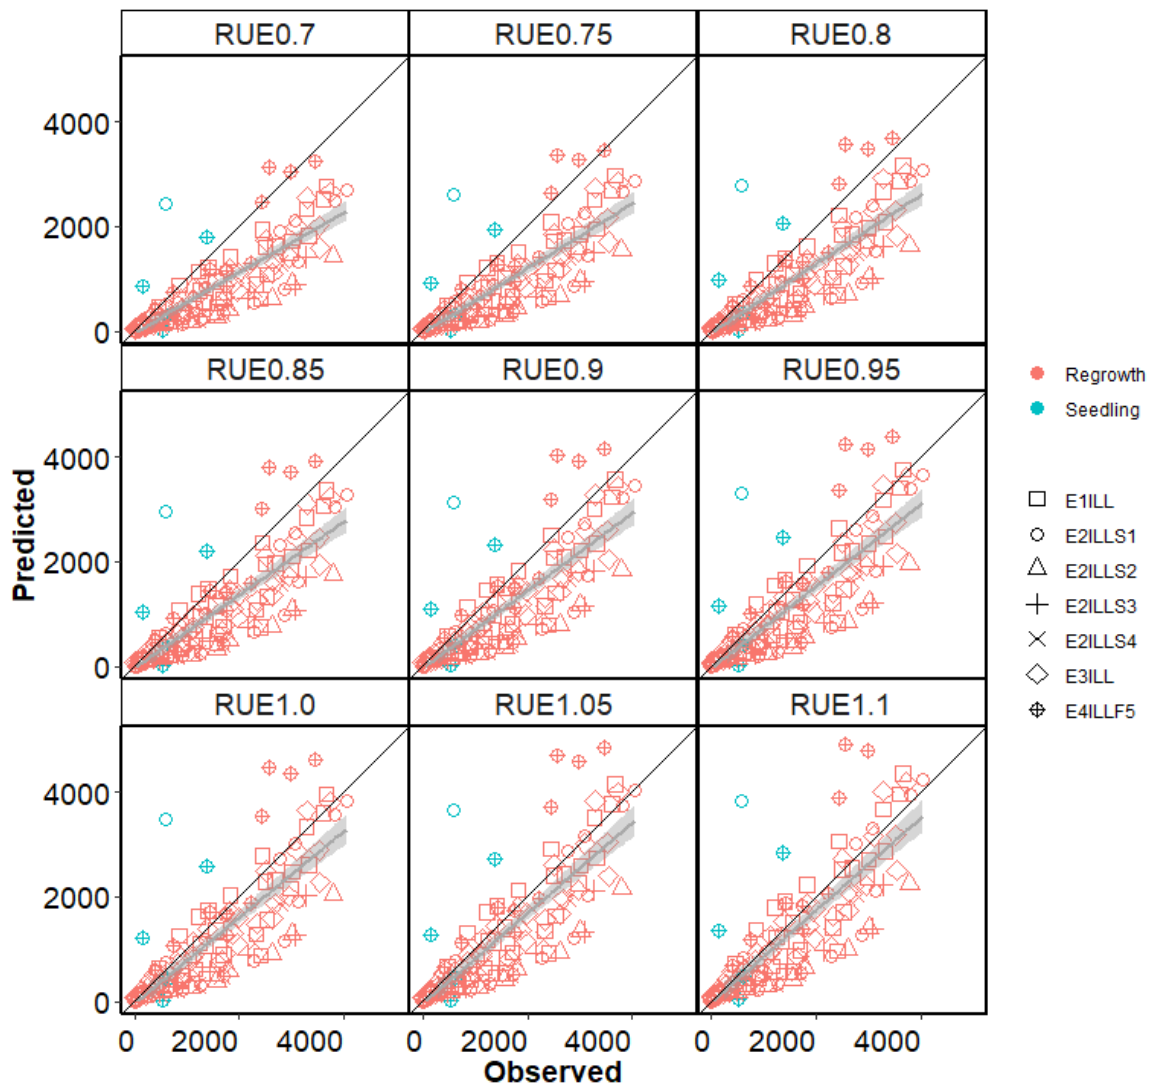 RUE0.7
RUE0.75
RUE0.8
4000
2000
0
RUE0.85
RUE0.9
RUE0.95
4000
2000
0
RUE1.0
RUE1.05
RUE1.1
4000
2000
0
0 2000 4000
0 2000 4000
0 2000 4000
Observed
Predicted
Regrowth
Seedling
E1ILL
E2ILLS1
E2ILLS2
E2ILLS3
E2ILLS4
E3ILL
E4ILLF5